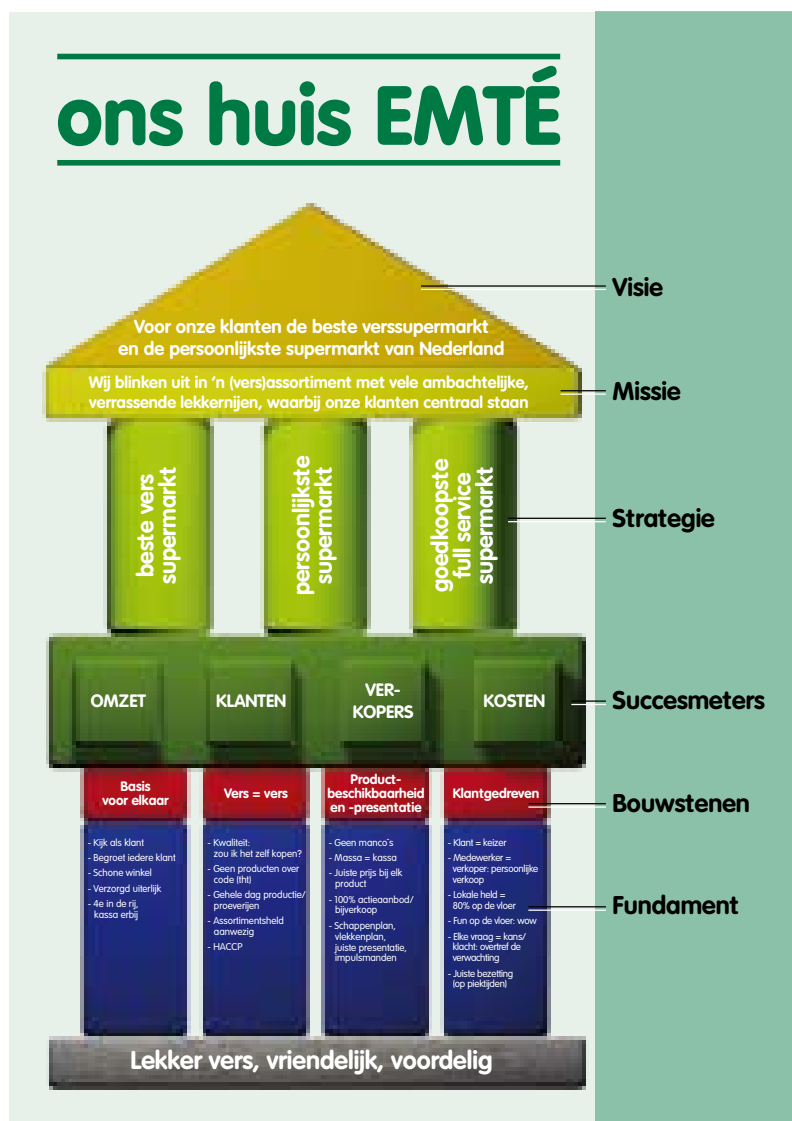 ons huis EMTÉ
Voor onze klanten de beste verssupermarkt
en de persoonlijkste supermarkt van Nederland
Visie
Wij blinken uit in ‘n (vers)assortiment met vele ambachtelijke,
verrassende lekkernijen, waarbij onze klanten centraal staan
Missie
beste vers
supermarkt
persoonlijkste
supermarkt
goedkoopste
full service
supermarkt
Strategie
OMZET
KLANTEN
VER-
KOPERS
KOSTEN
Succesmeters
Basis
voor elkaar
Vers = vers
Product-
beschikbaarheid
en -presentatie
Klantgedreven
Bouwstenen
- Kijk als klant
- Begroet iedere klant
- Schone winkel
- Verzorgd uiterlijk
- 4e in de rij,
kassa erbij
- Kwaliteit:
zou ik het zelf kopen?
- Geen producten over
code (tht)
- Gehele dag productie/
proeverijen
- Assortimentsheld
aanwezig
- HACCP
- Geen manco`s
- Massa = kassa
- Juiste prijs bij elk
product
- 100% actieaanbod/
bijverkoop
- Schappenplan,
vlekkenplan,
juiste presentatie,
impulsmanden
- Klant = keizer
- Medewerker =
verkoper: persoonlijke
verkoop
- Lokale held =
80% op de vloer
- Fun op de vloer: wow
- Elke vraag = kans/
klacht: overtref de
verwachting
- Juiste bezetting
(op piektijden)
Fundament
Lekker vers, vriendelijk, voordelig